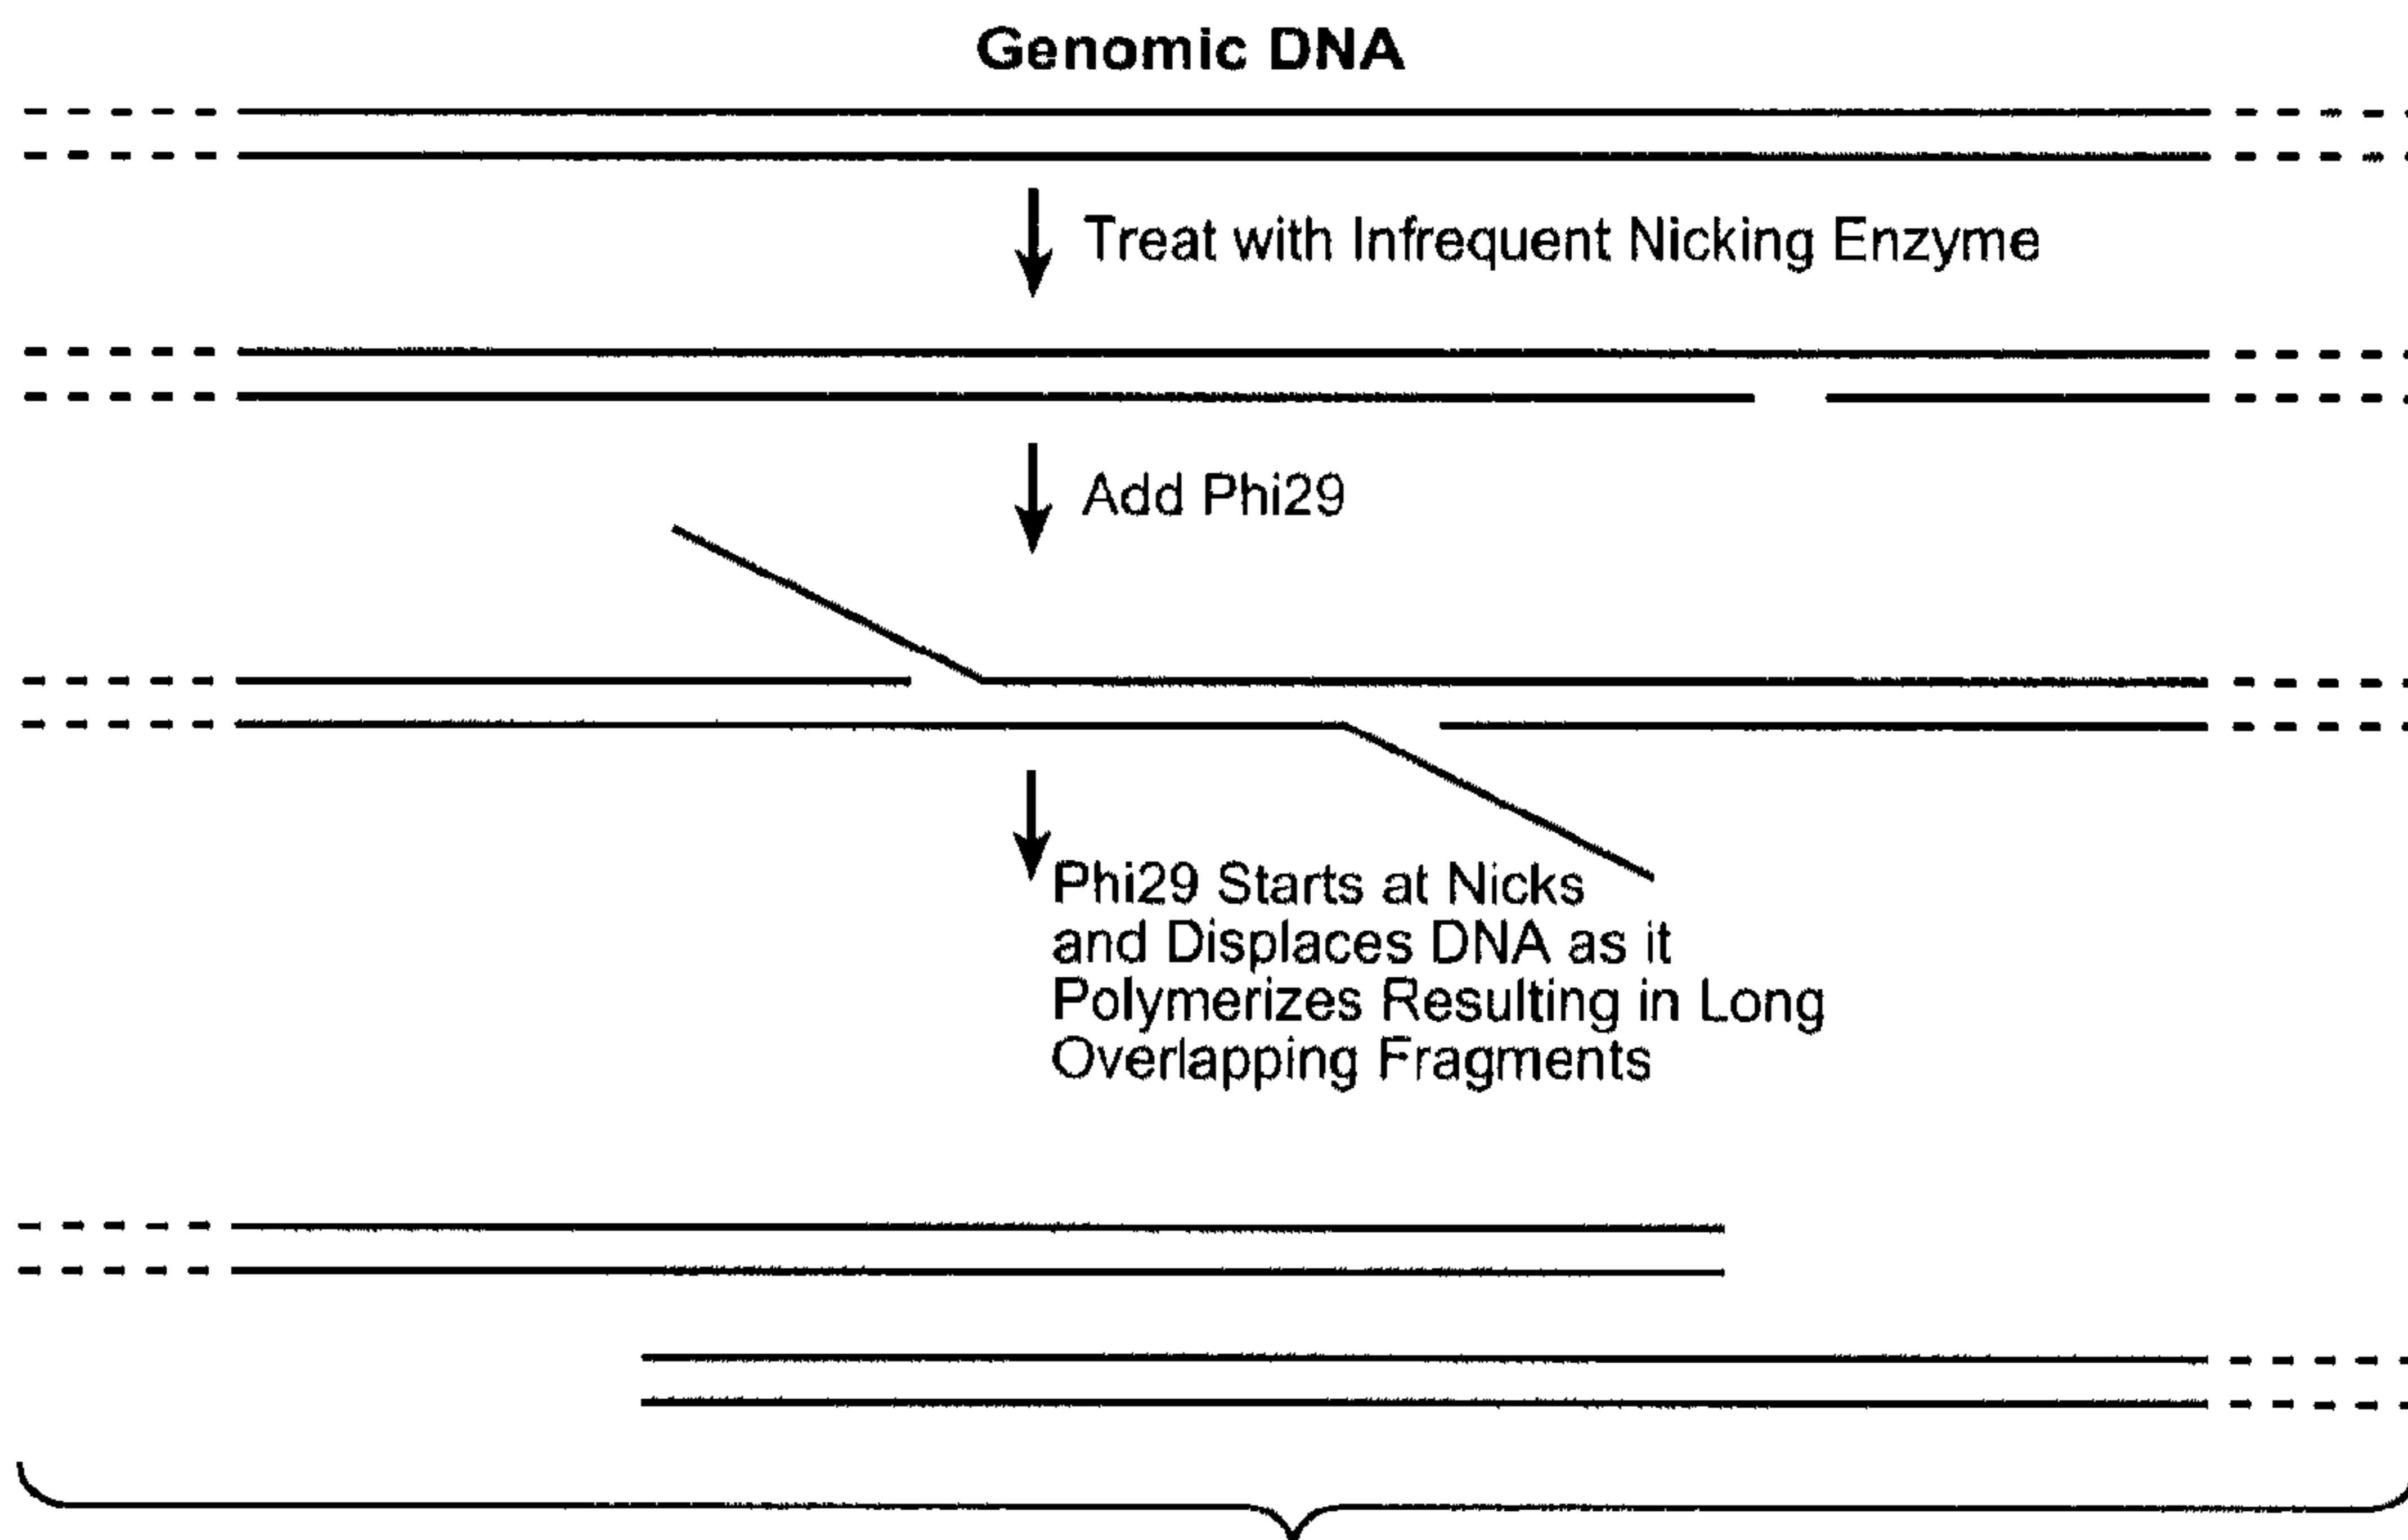 Genomic DNA
Treat with Infrequent Nicking Enzyme
Add Phi29
Phi29 Starts at Nicks
and Displaces DNA as it
Polymerizes Resulting in Long
Overlapping Fragments